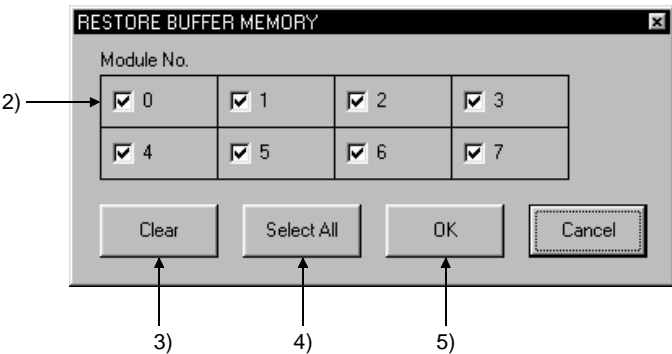 RESTORE BUFFER MEMORY
Module No.
2) 0 1 2 3
4 5 6 7
Clear Select All OK Cancel
3) 4) 5)